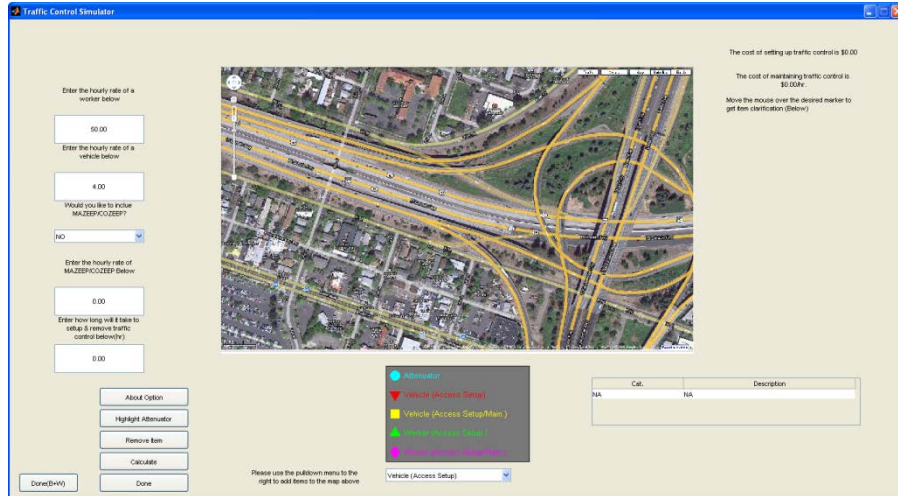 Traffic Control Simulator
The cost of setting up traffic control is $0.00
The cost of maintaining traffic control is
$0.00/hr.
Move the mouse over the desired marker to
get item clarification (Below)
Enter the hourly rate of a
worker below
50.00
Enter the hourly rate of a
vehicle below
4.00
Would you like to inclue
MAZEEP/COZEEP?
NO
Enter the hourly rate of
MAZEEP/COZEEP Below
0.00
Enter how long will it take to
setup & remove traffic
control below(hr)
0.00
About Option
Highlight Attenuator
Remove Item
Calculate
Done(B+W)
Done
Attenuator
Vehicle (Access Setup)
Vehicle (Access Setup/Main.)
Worker (Access Setup)
Please use the pulldown menu to the
right to add items to the map above
Vehicle (Access Setup)
Cat. Description
NA NA